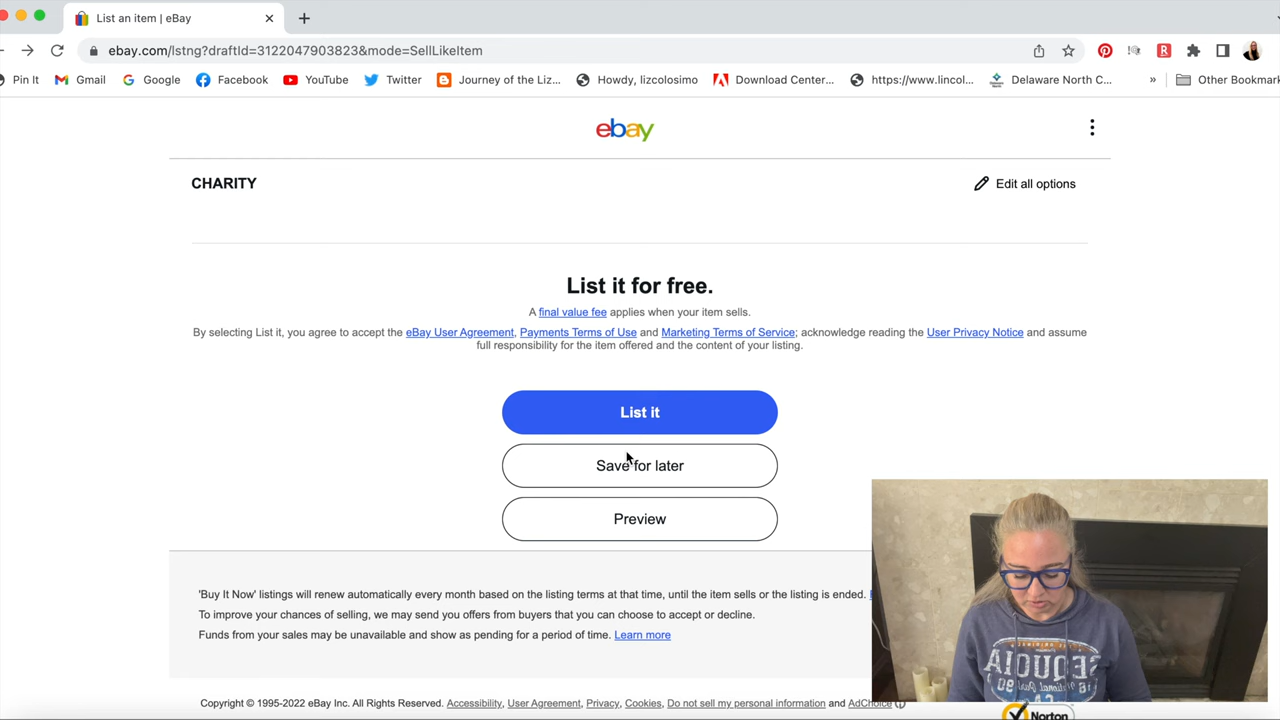 List an item | eBay
ebay.com/lstng?draftId=3122047903823&mode=SellLikeItem
Pin It Gmail Google Facebook YouTube Twitter Journey of the Liz... Howdy, lizcolosimo Download Center... https://www.lincol... Delaware North C... » Other Bookmark
ebay
CHARITY
Edit all options
List it for free.
A final value fee applies when your item sells.
By selecting List it, you agree to accept the eBay User Agreement, Payments Terms of Use and Marketing Terms of Service; acknowledge reading the User Privacy Notice and assume
full responsibility for the item offered and the content of your listing.
List it
Save for later
Preview
'Buy It Now' listings will renew automatically every month based on the listing terms at that time, until the item sells or the listing is ended.
To improve your chances of selling, we may send you offers from buyers that you can choose to accept or decline.
Funds from your sales may be unavailable and show as pending for a period of time. Learn more
SEQUOIA
National Park
Copyright © 1995-2022 eBay Inc. All Rights Reserved. Accessibility, User Agreement, Privacy, Cookies, Do not sell my personal information and AdChoice
Norton